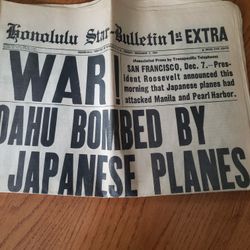 Honolulu Star-Bulletin 1st EXTRA
WAR!
(Associated Press by Transpacific Telephone)
SAN FRANCISCO, Dec. 7.—Pres-
ident Roosevelt announced this
morning that Japanese planes had
attacked Manila and Pearl Harbor.
OAHU BOMBED BY
JAPANESE PLANES